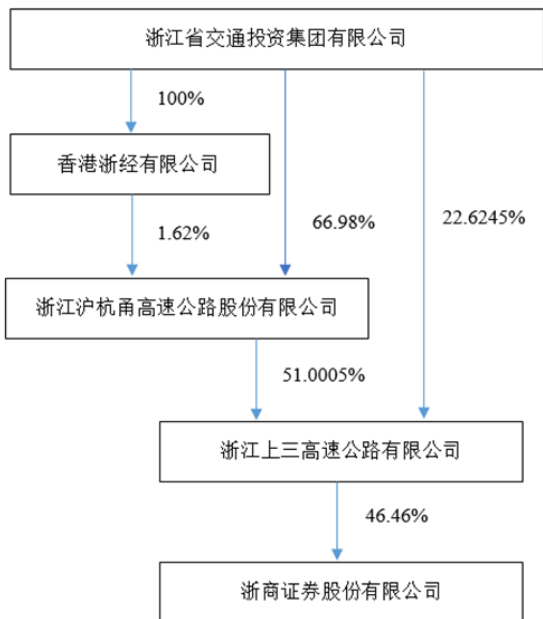 浙江省交通投资集团有限公司
100%
香港浙经有限公司
1.62%
66.98%
22.6245%
浙江沪杭甬高速公路股份有限公司
51.0005%
浙江上三高速公路有限公司
46.46%
浙商证券股份有限公司